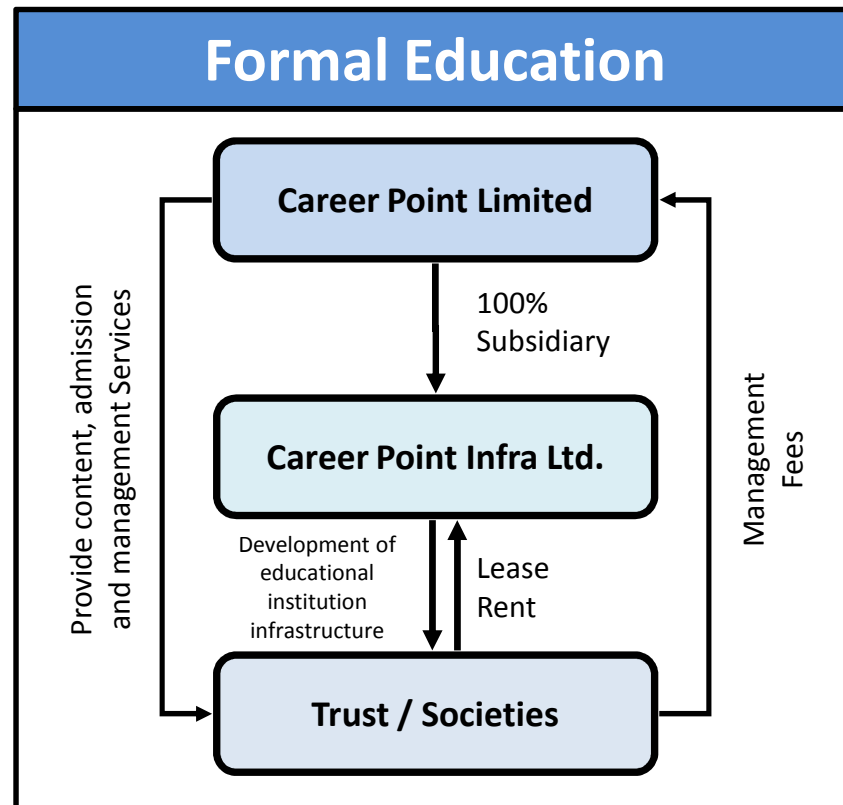 Formal Education
Career Point Limited
100%
Subsidiary
Provide content, admission
and management Services
Management
Fees
Career Point Infra Ltd.
Development of
educational
institution
infrastructure
Lease
Rent
Trust / Societies